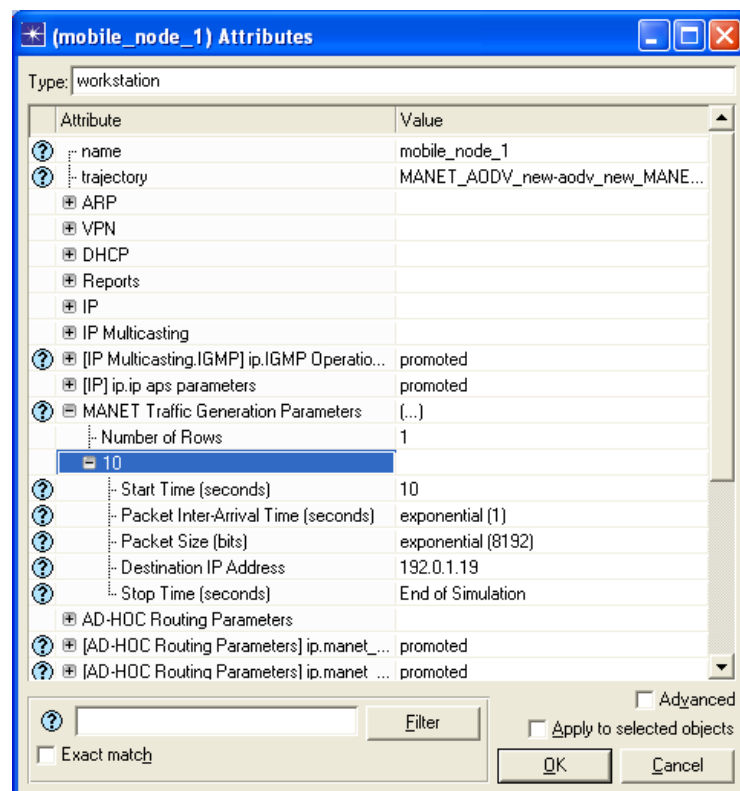 (mobile_node_1) Attributes
Type: workstation
Attribute Value
name mobile_node_1
trajectory MANET_AODV_new-aodv_new_MANE...
ARP
VPN
DHCP
Reports
IP
IP Multicasting
[IP Multicasting.IGMP] ip.IGMP Operatio... promoted
[IP] ip.ip aps parameters promoted
MANET Traffic Generation Parameters (...)
Number of Rows 1
10
Start Time (seconds) 10
Packet Inter-Arrival Time (seconds) exponential (1)
Packet Size (bits) exponential (8192)
Destination IP Address 192.0.1.19
Stop Time (seconds) End of Simulation
AD-HOC Routing Parameters
[AD-HOC Routing Parameters] ip.manet_... promoted
[AD-HOC Routing Parameters] ip.manet_... promoted
Advanced
Filter Apply to selected objects
Exact match
OK Cancel